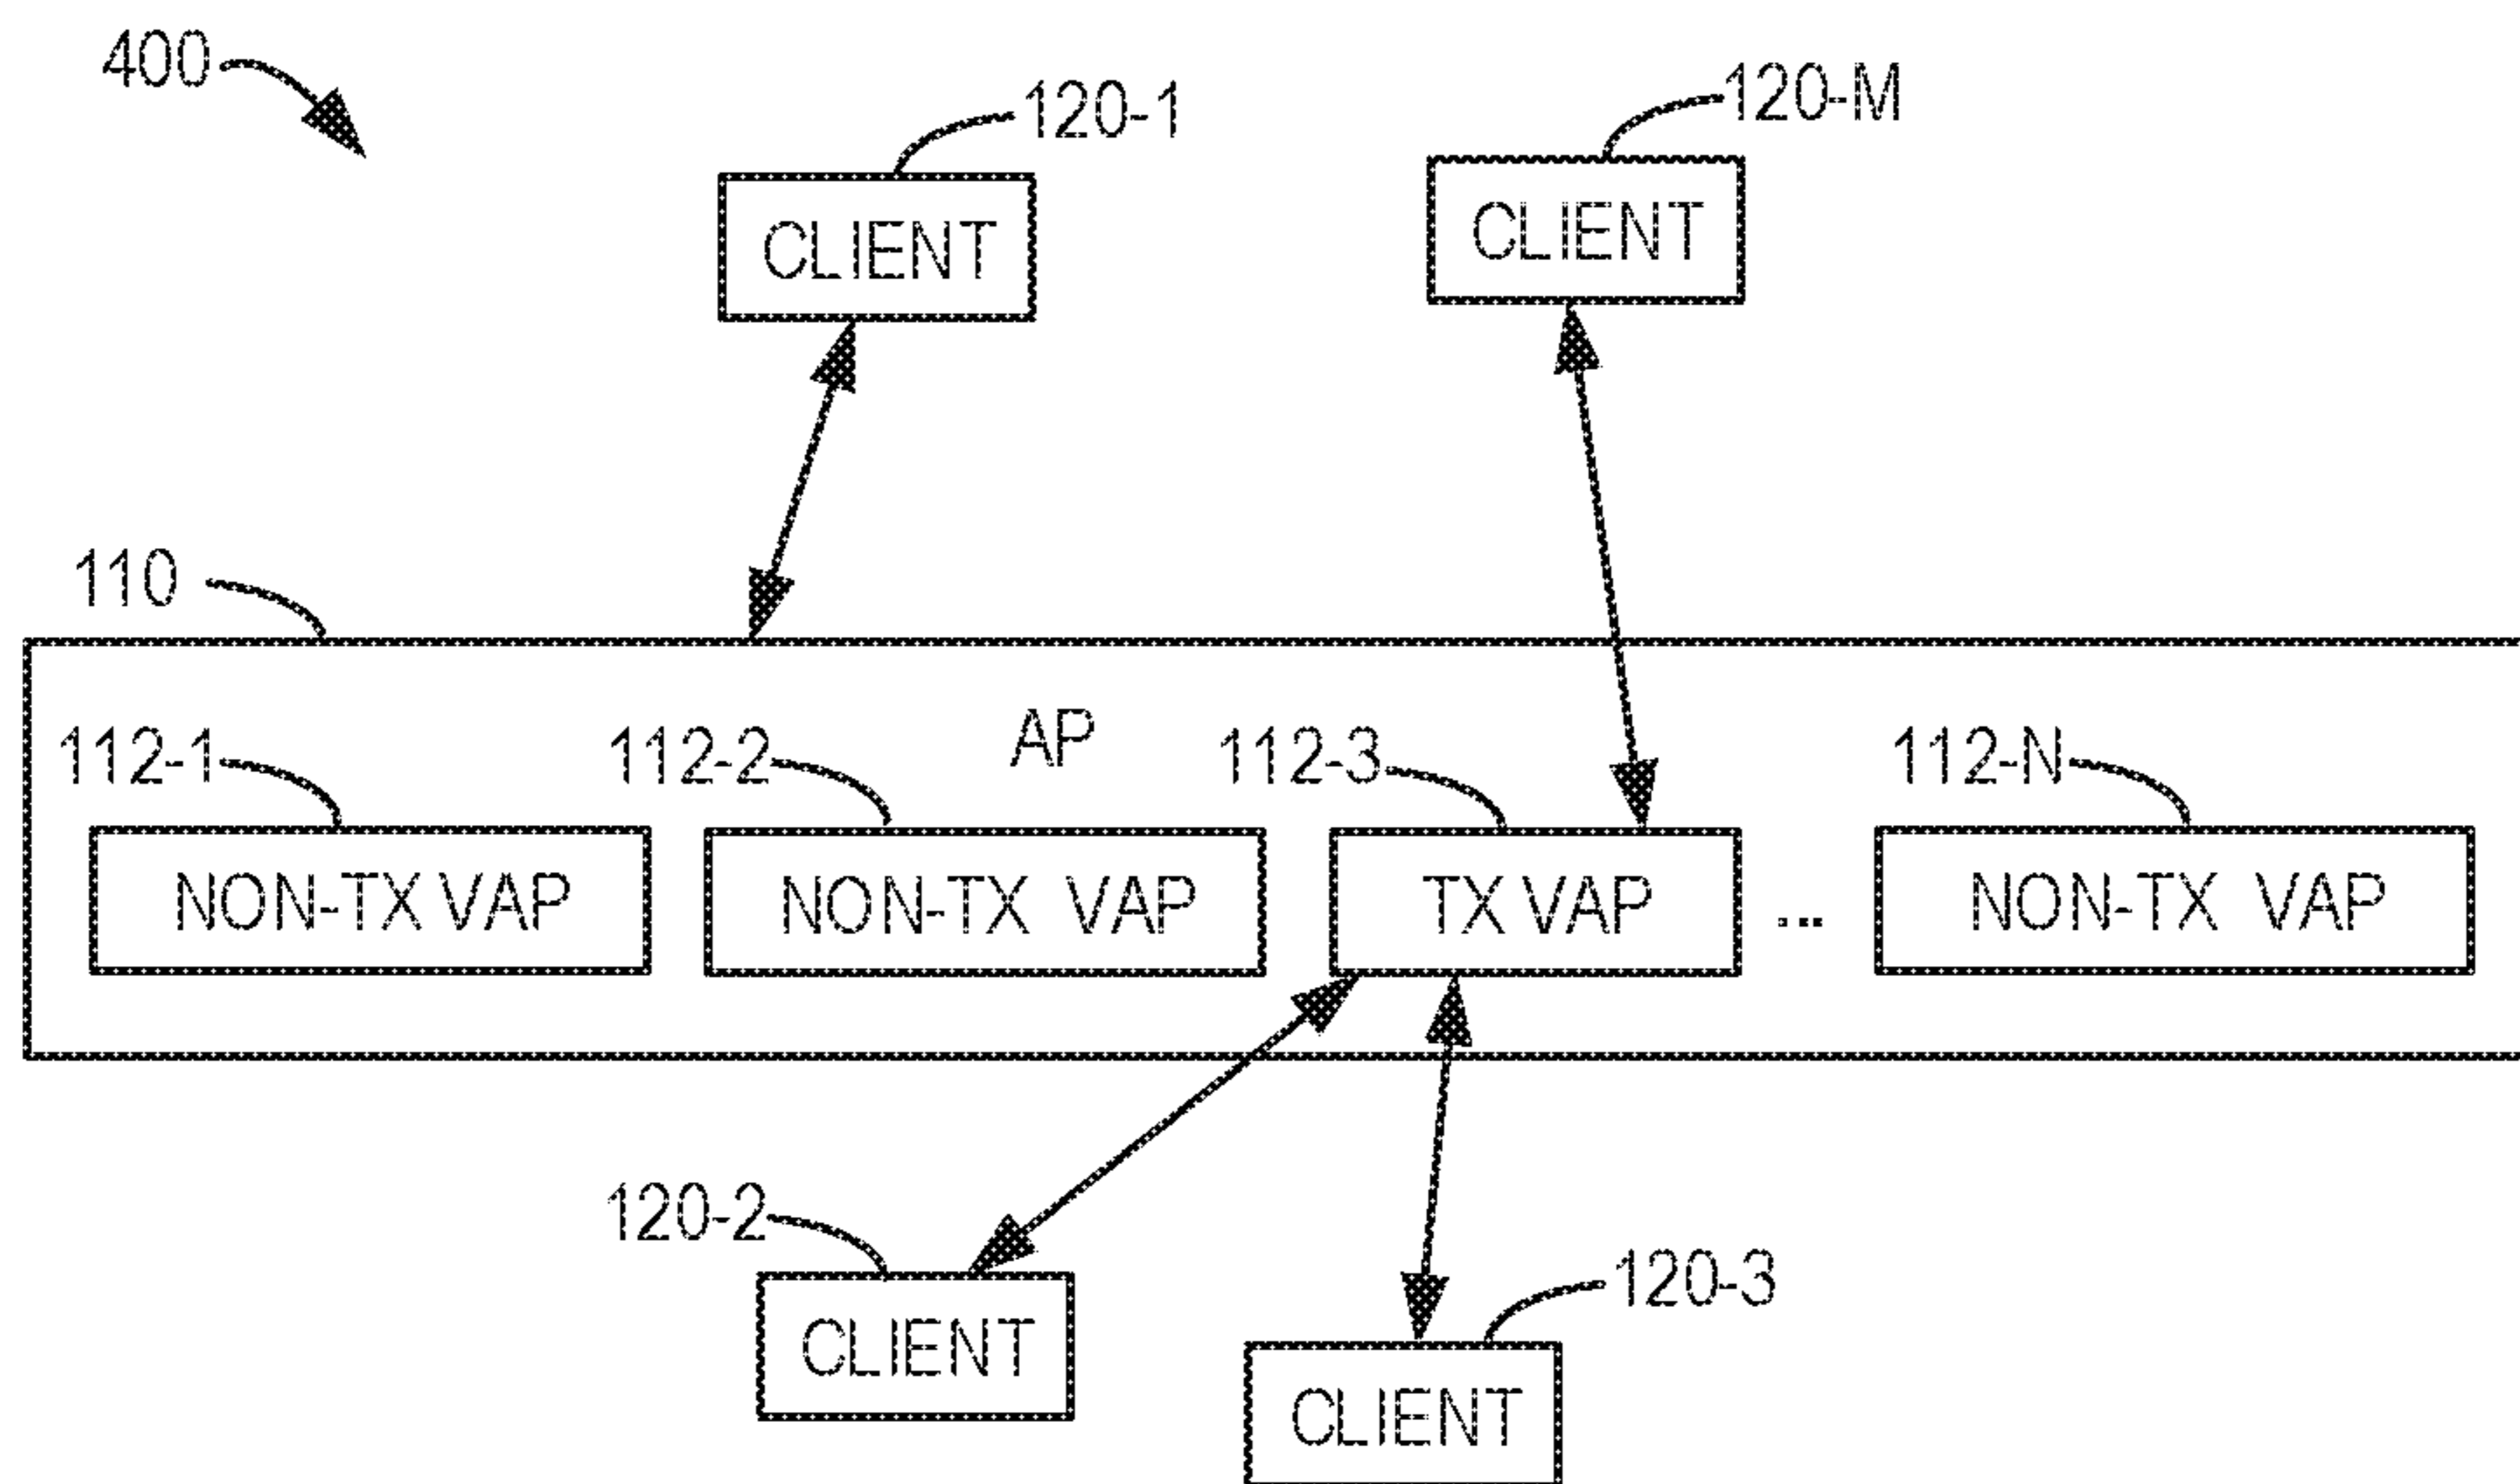 400
120-1
120-M
CLIENT
CLIENT
110
AP
112-1
112-2
112-3
112-N
NON-TX VAP
NON-TX VAP
TX VAP
...
NON-TX VAP
120-2
120-3
CLIENT
CLIENT